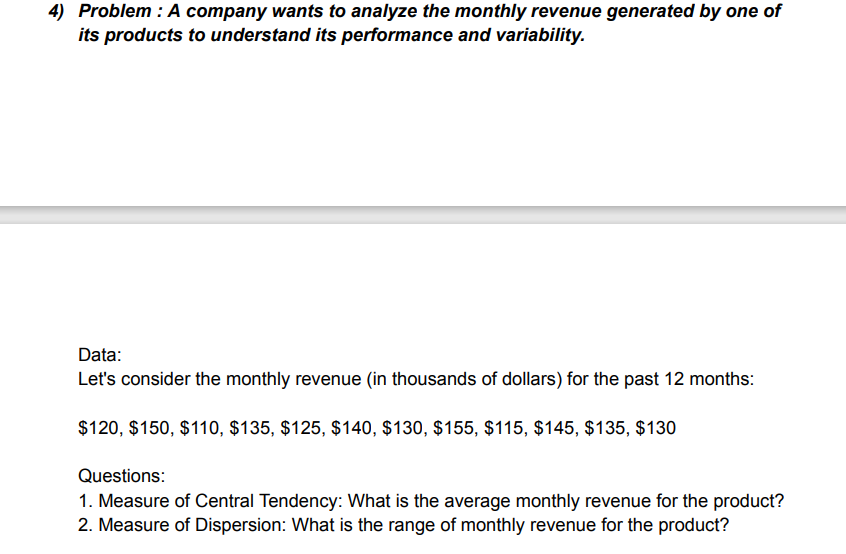 4) Problem : A company wants to analyze the monthly revenue generated by one of
its products to understand its performance and variability.
Data:
Let's consider the monthly revenue (in thousands of dollars) for the past 12 months:
$120, $150, $110, $135, $125, $140, $130, $155, $115, $145, $135, $130
Questions:
1. Measure of Central Tendency: What is the average monthly revenue for the product?
2. Measure of Dispersion: What is the range of monthly revenue for the product?